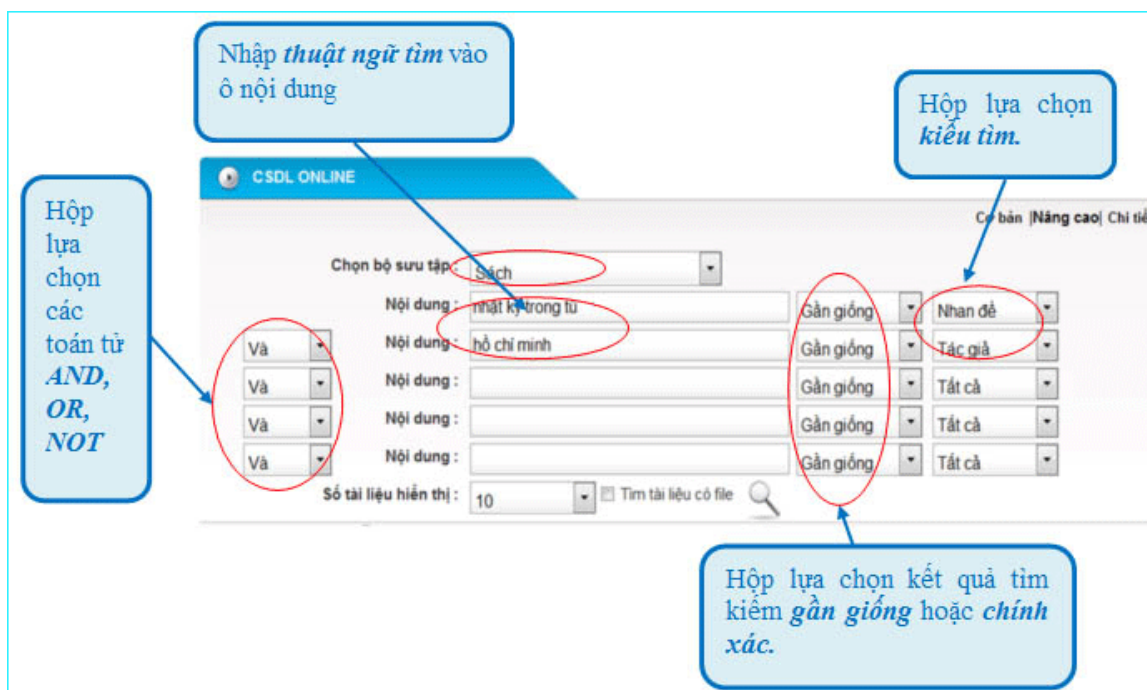 Nhập thuật ngữ tìm vào
ô nội dung
Hộp lựa chọn
kiểu tìm.
CSDL ONLINE
Hộp
lựa
chọn
các
toán tử
AND,
OR,
NOT
Cơ bản |Nâng cao| Chi tiế
Chọn bộ sưu tập : Sách
Nội dung : nhật ký trong tù Gần giống Nhan đề
Và Nội dung : hồ chí minh Gần giống Tác giả
Và Nội dung : Gần giống Tất cả
Và Nội dung : Gần giống Tất cả
Và Nội dung : Gần giống Tất cả
Số tài liệu hiển thị : 10 Tìm tài liệu có file
Hộp lựa chọn kết quả tìm
kiếm gần giống hoặc chính
xác.